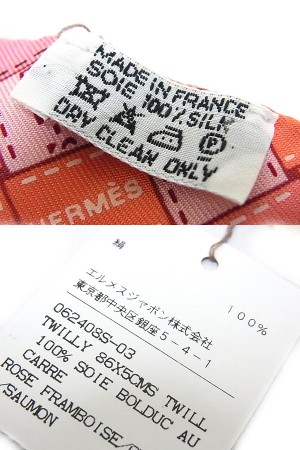 MADE IN FRANCE
SOIE 100% SILK
DRY CLEAN ONLY
HERMÈS
絹 100%
エルメスジャポン株式会社
東京都中央区銀座5-4-1
062408S-03
TWILLY 86X5CMS TWILL
100% SOIE BOLDUC AU
CARRE
ROSE FRAMBOISE/
/SAUMON